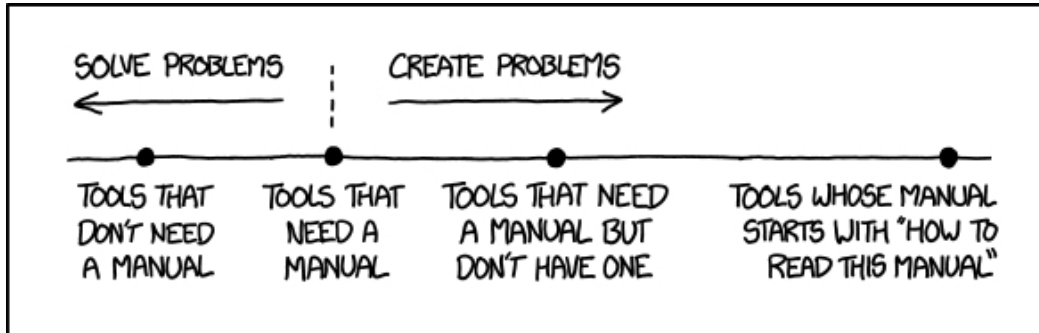 SOLVE PROBLEMS
CREATE PROBLEMS
TOOLS THAT
DON'T NEED
A MANUAL
TOOLS THAT
NEED A
MANUAL
TOOLS THAT NEED
A MANUAL BUT
DON'T HAVE ONE
TOOLS WHOSE MANUAL
STARTS WITH "HOW TO
READ THIS MANUAL"